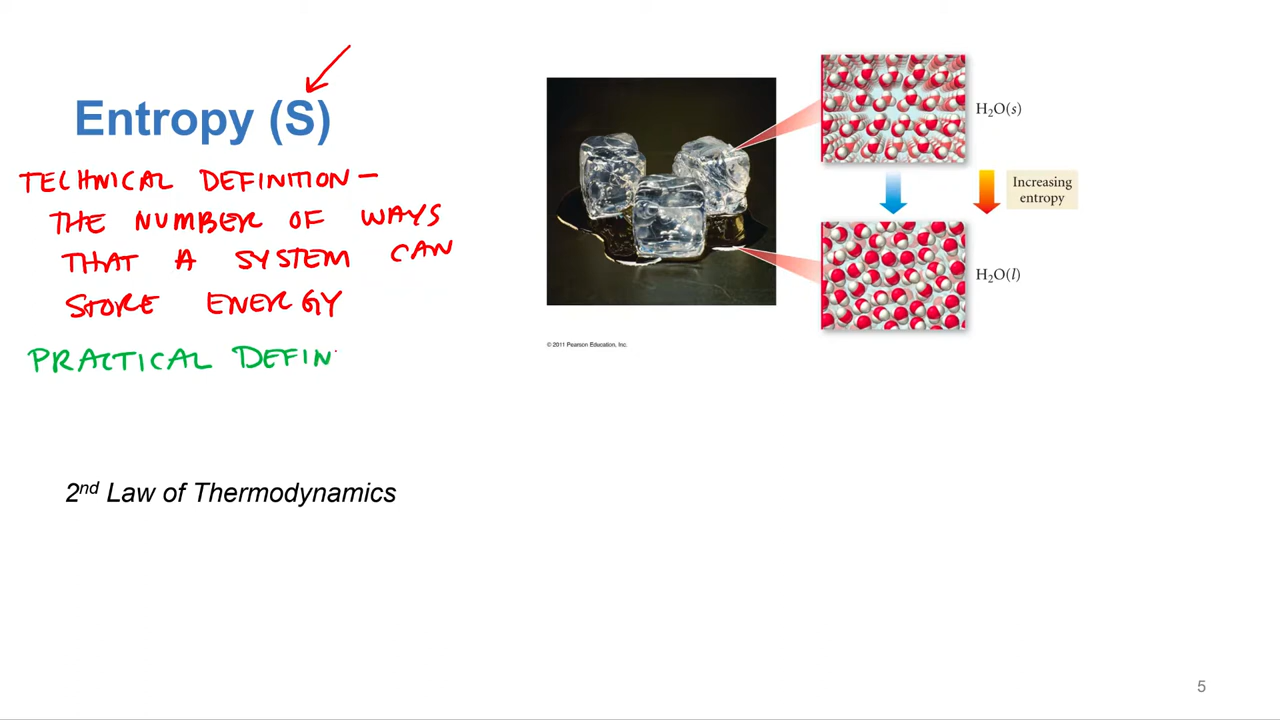 Entropy (S)
TECHNICAL DEFINITION-
THE NUMBER OF WAYS
THAT A SYSTEM CAN
STORE ENERGY
PRACTICAL DEFIN
2nd Law of Thermodynamics
H2O(s)
Increasing
entropy
H2O(l)
© 2011 Pearson Education, Inc.
5